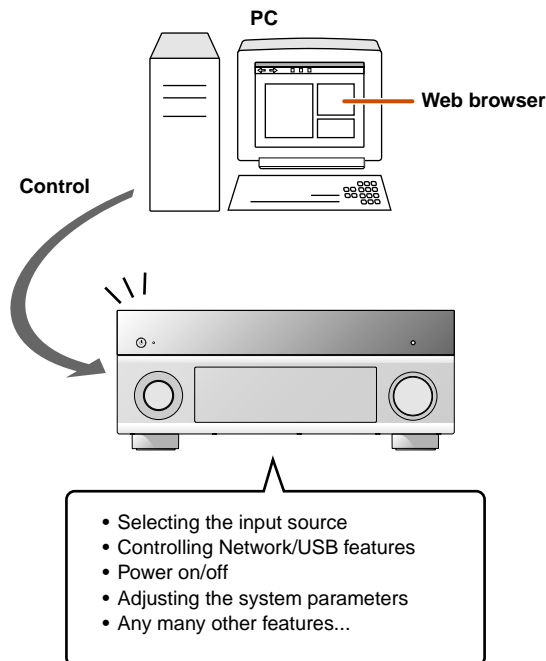 PC
Web browser
Control
• Selecting the input source
• Controlling Network/USB features
• Power on/off
• Adjusting the system parameters
• Any many other features...